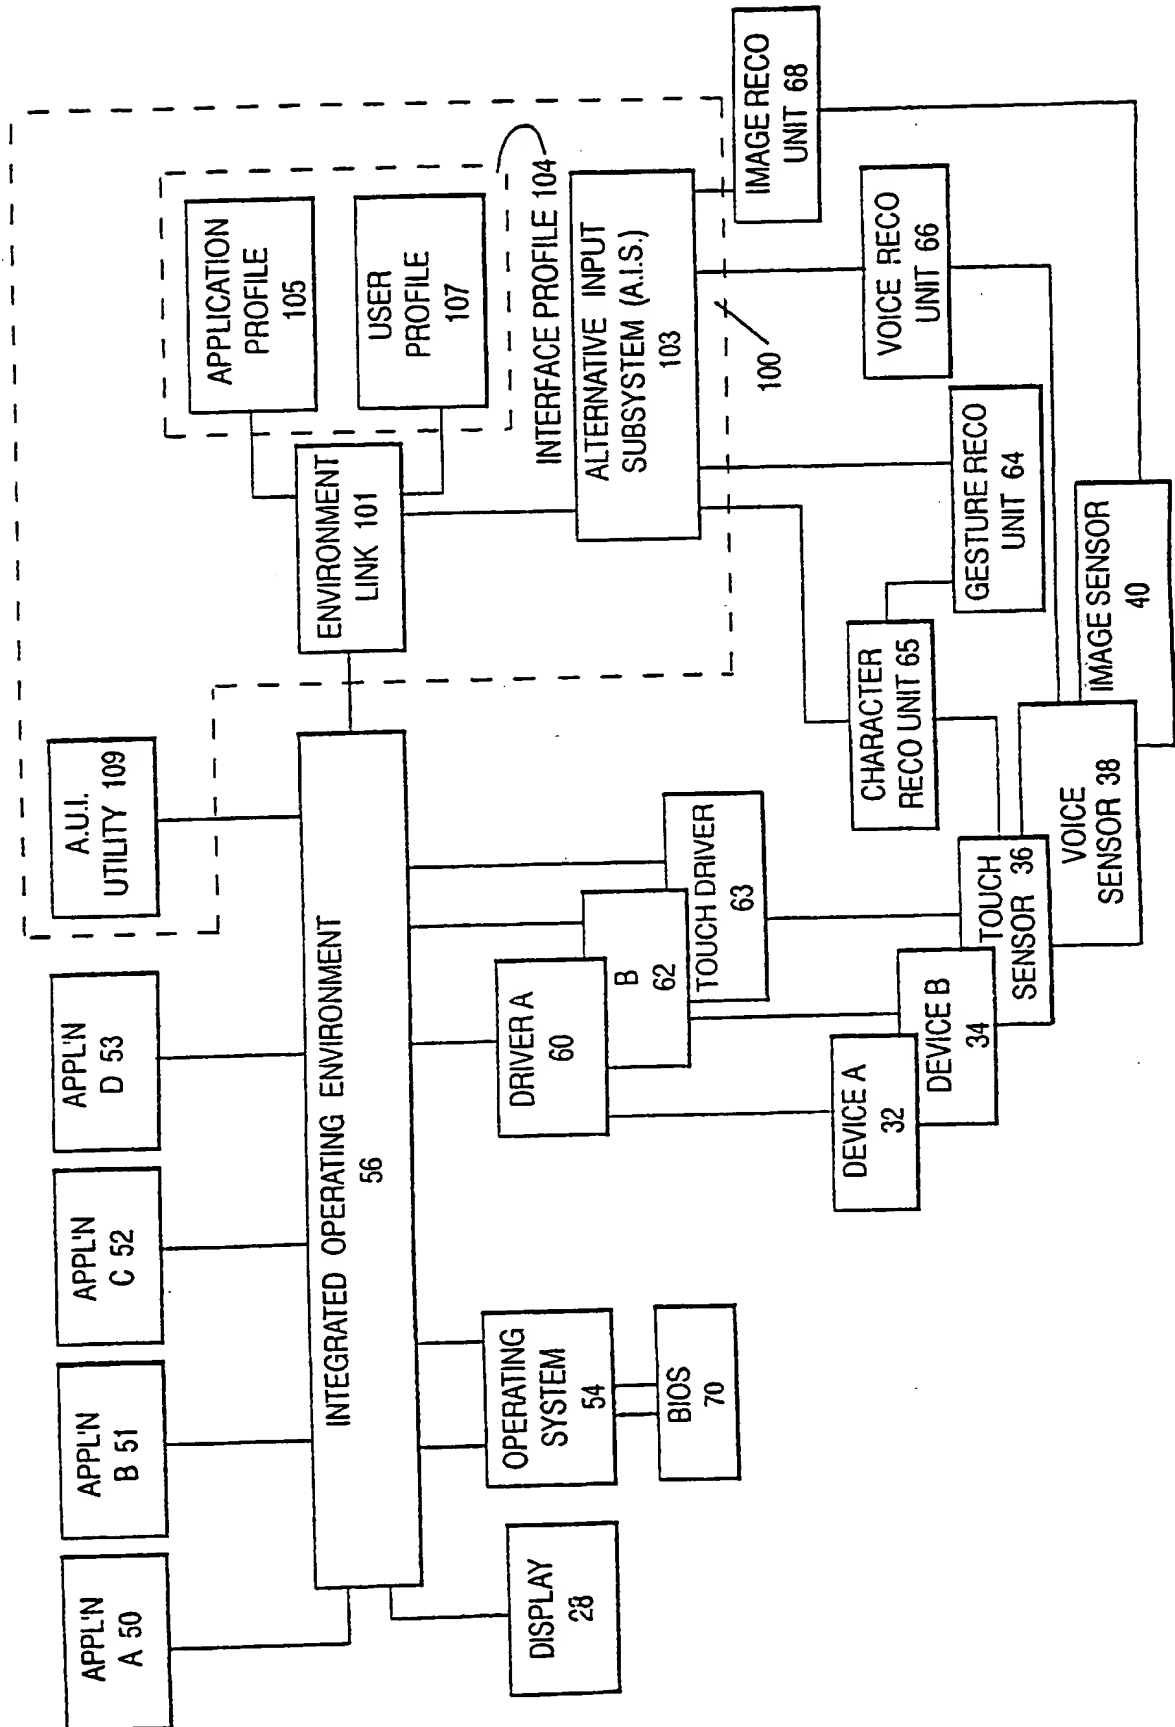 APPL'N
A 50
APPL'N
B 51
APPL'N
C 52
APPL'N
D 53
A.U.I.
UTILITY 109
INTEGRATED OPERATING ENVIRONMENT
56
ENVIRONMENT
LINK 101
APPLICATION
PROFILE
105
USER
PROFILE
107
INTERFACE PROFILE 104
ALTERNATIVE INPUT
SUBSYSTEM (A.I.S.)
103
100
DISPLAY
28
OPERATING
SYSTEM
54
BIOS
70
DRIVER A
60
B
62
TOUCH DRIVER
63
DEVICE A
32
DEVICE B
34
TOUCH
SENSOR 36
VOICE
SENSOR 38
IMAGE SENSOR
40
CHARACTER
RECO UNIT 65
GESTURE RECO
UNIT 64
VOICE RECO
UNIT 66
IMAGE RECO
UNIT 68